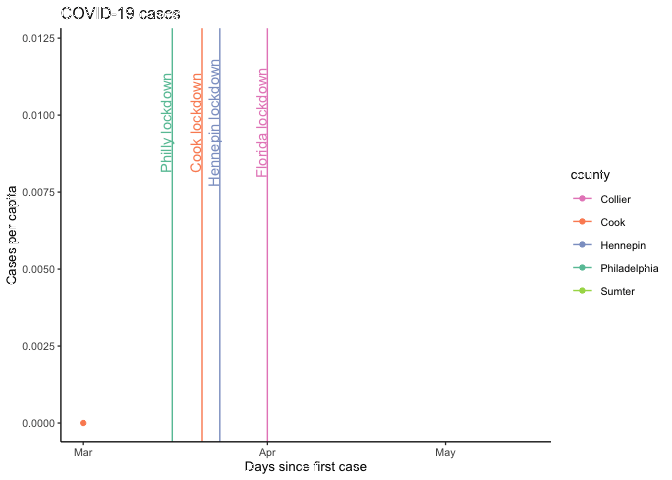 COVID-19 cases
0.0125
0.0100
0.0075
0.0050
0.0025
0.0000
Cases per capita
Philly lockdown
Cook lockdown
Hennepin lockdown
Florida lockdown
Mar
Apr
May
Days since first case
county
Collier
Cook
Hennepin
Philadelphia
Sumter